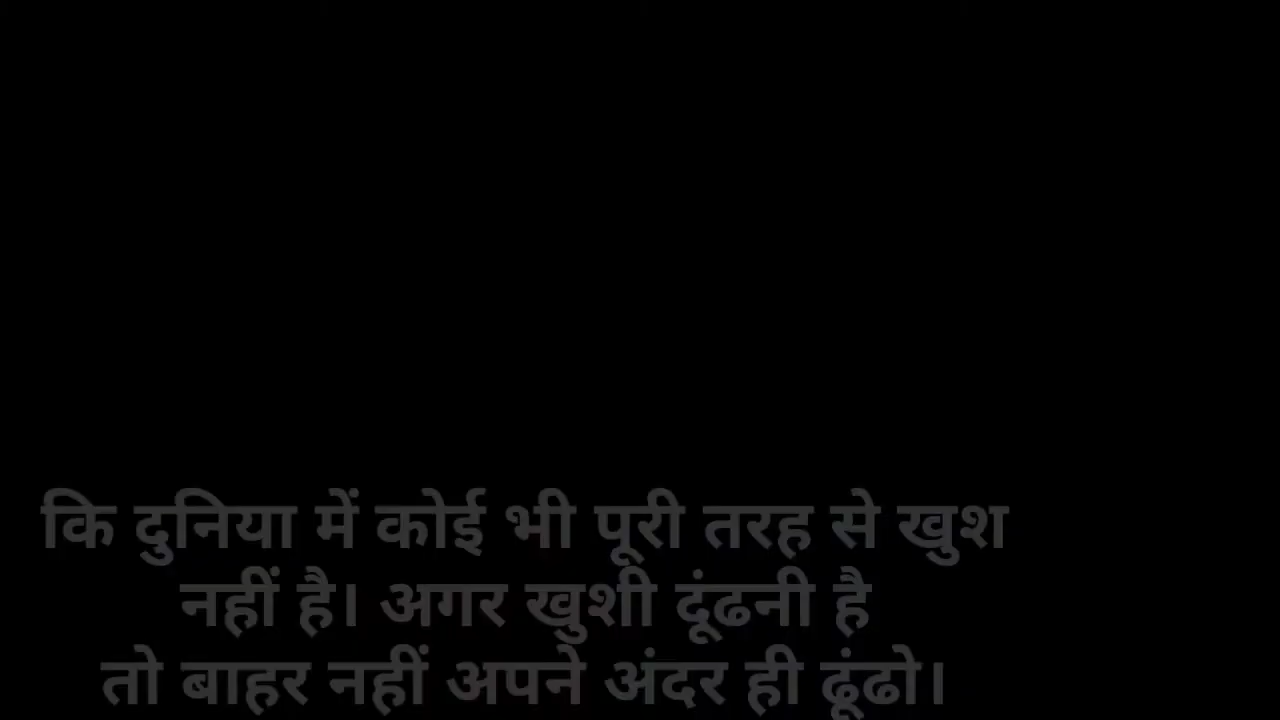 कि दुनिया में कोई भी पूरी तरह से खुश
नहीं है। अगर खुशी दूंढनी है
तो बाहर नहीं अपने अंदर ही ढूंढो।